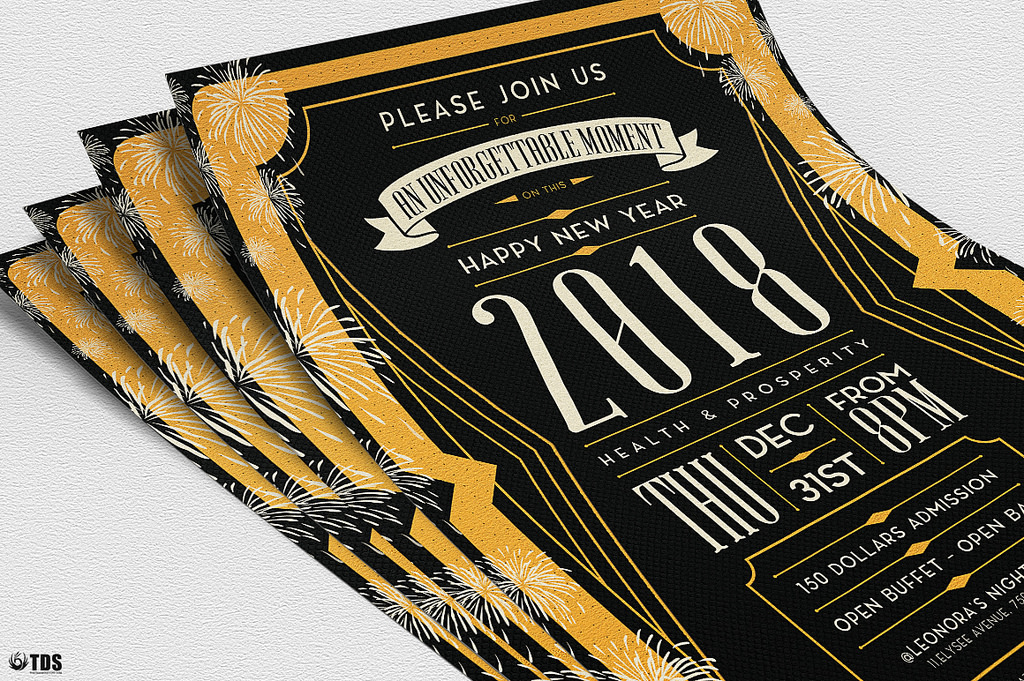 PLEASE JOIN US
FOR
AN UNFORGETTABLE MOMENT
ON THIS
HAPPY NEW YEAR
2018
HEALTH & PROSPERITY
THU DEC 31ST FROM 8PM
150 DOLLARS ADMISSION
OPEN BUFFET - OPEN BA
@LEONORA'S NIGHT
11.ELYSEE AVENUE. 75
TDS